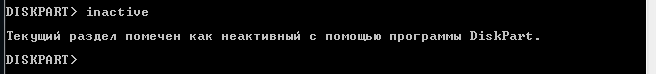 DISKPART> inactive
Текущий раздел помечен как неактивный с помощью программы DiskPart.
DISKPART>